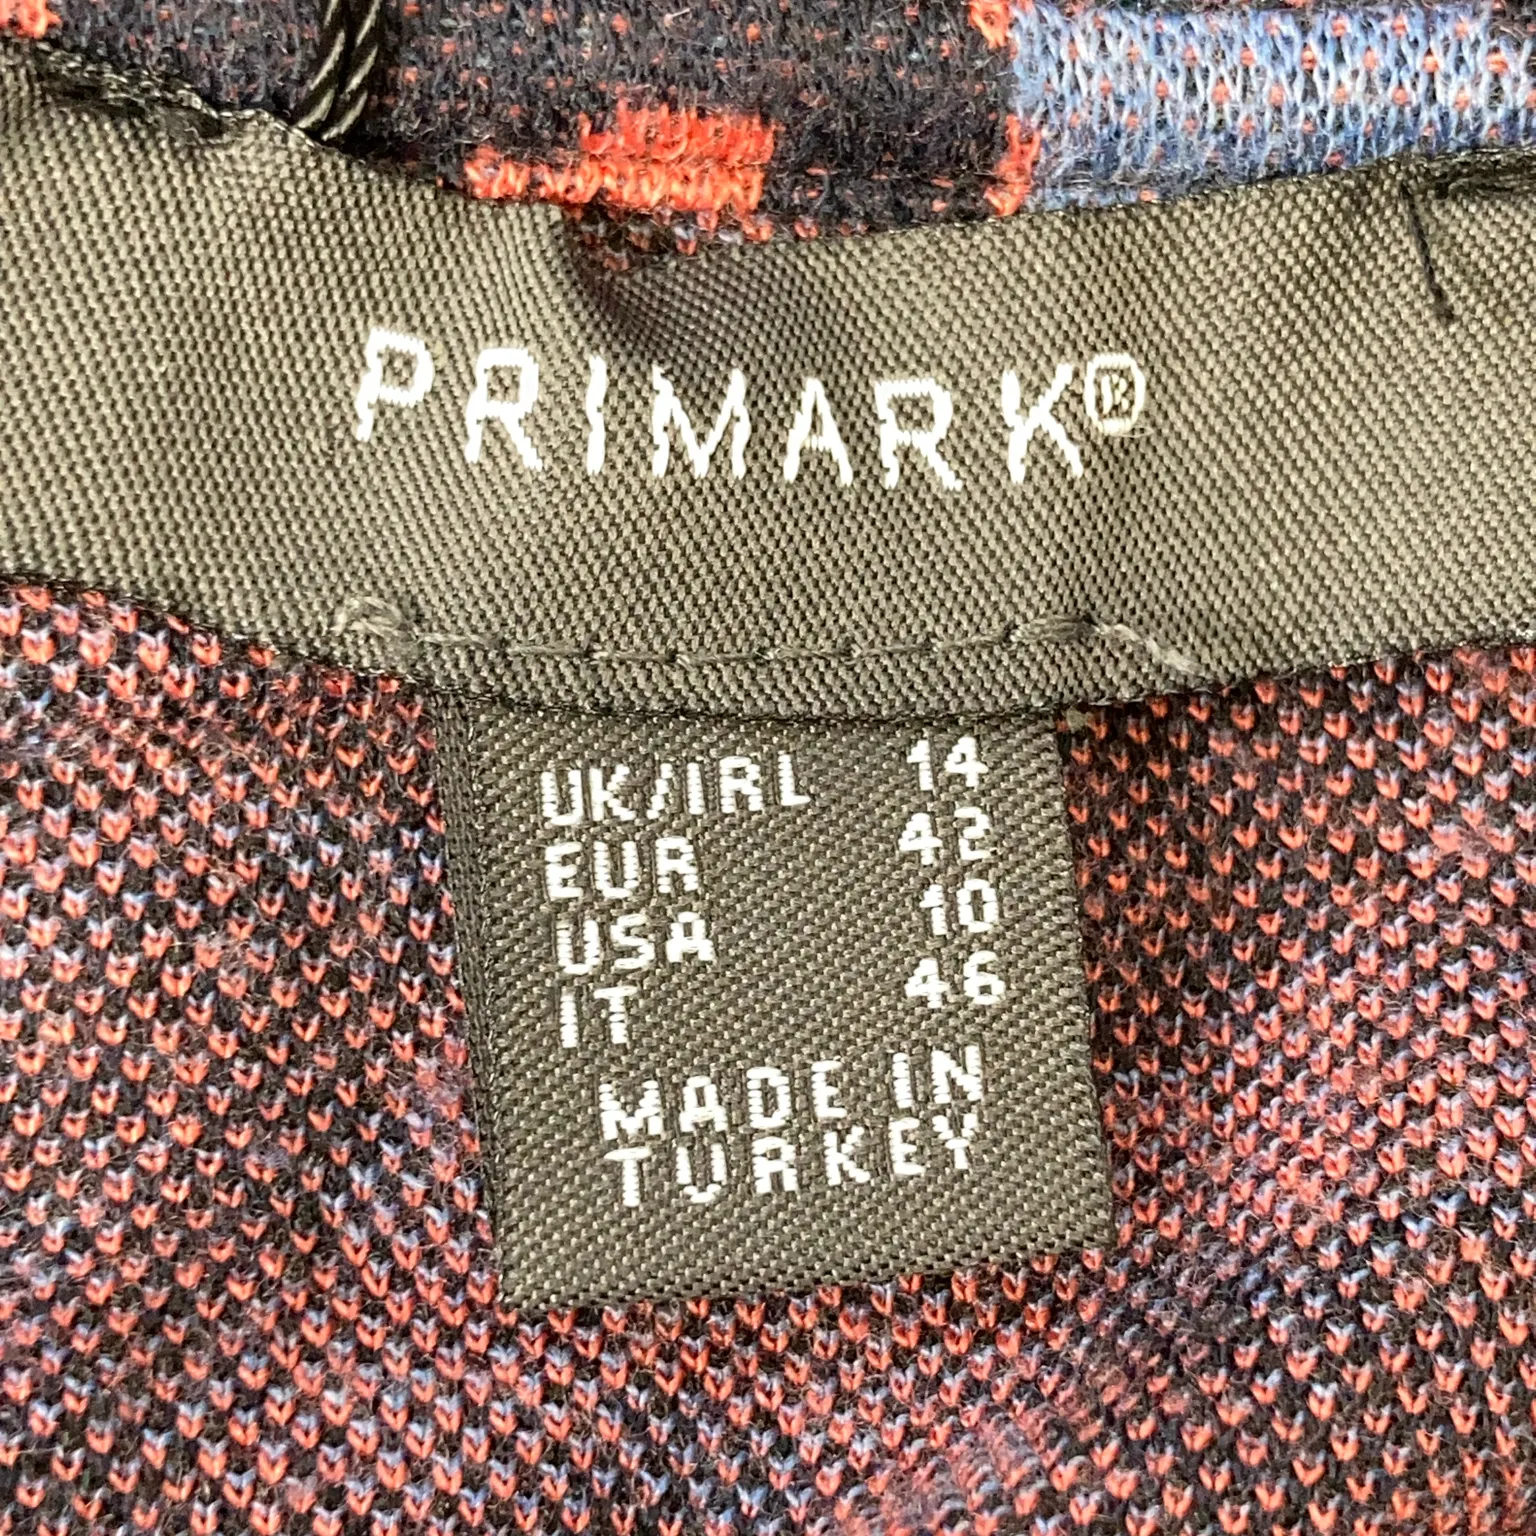 PRIMARK®
UK/IRL 14
EUR 42
USA 10
IT 46
MADE IN
TURKEY